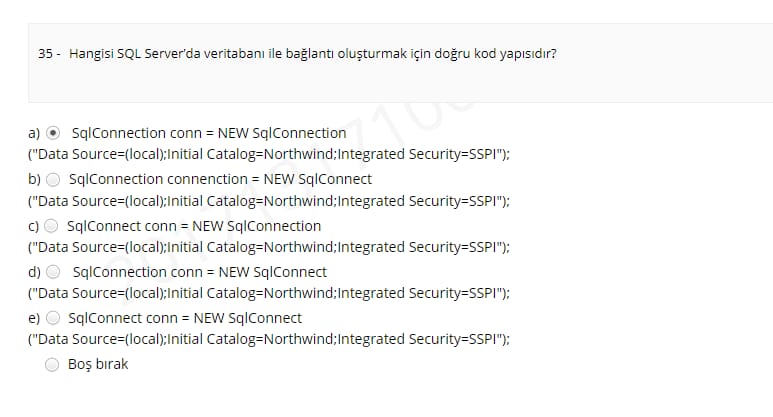 35 - Hangisi SQL Server'da veritabanı ile bağlantı oluşturmak için doğru kod yapısıdır?
a) SqlConnection conn = NEW SqlConnection
("Data Source=(local);Initial Catalog=Northwind;Integrated Security=SSPI");
b) SqlConnection connenction = NEW SqlConnect
("Data Source=(local);Initial Catalog=Northwind;Integrated Security=SSPI");
c) SqlConnect conn = NEW SqlConnection
("Data Source=(local);Initial Catalog=Northwind;Integrated Security=SSPI");
d) SqlConnection conn = NEW SqlConnect
("Data Source=(local);Initial Catalog=Northwind;Integrated Security=SSPI");
e) SqlConnect conn = NEW SqlConnect
("Data Source=(local);Initial Catalog=Northwind;Integrated Security=SSPI");
Boş bırak